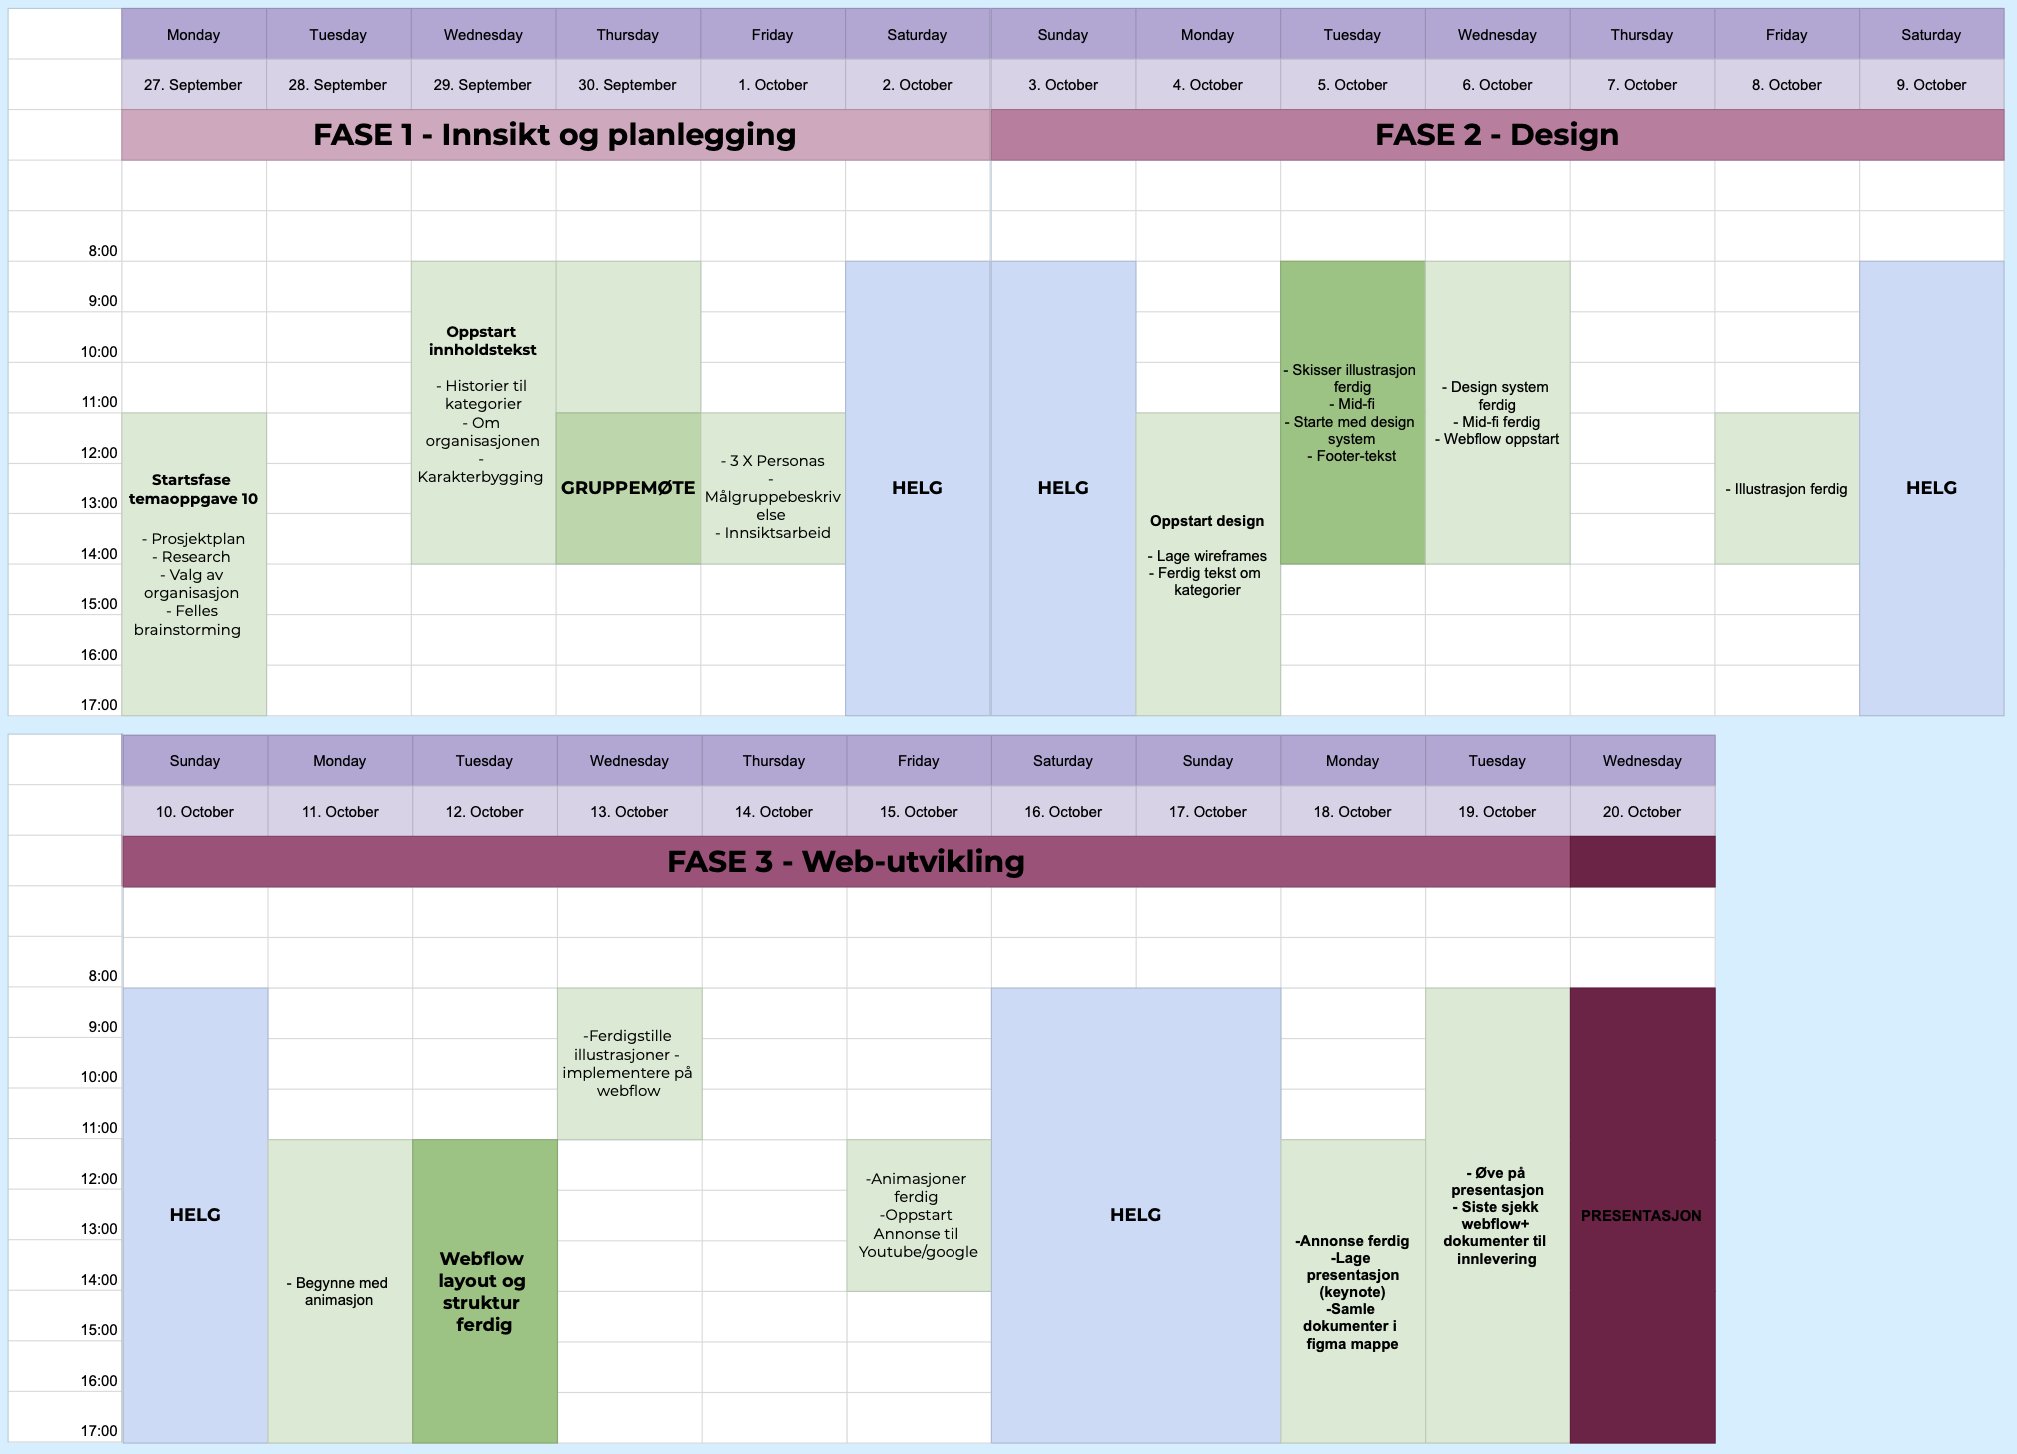 Monday Tuesday Wednesday Thursday Friday Saturday Sunday Monday Tuesday Wednesday Thursday Friday Saturday
27. September 28. September 29. September 30. September 1. October 2. October 3. October 4. October 5. October 6. October 7. October 8. October 9. October
FASE 1 - Innsikt og planlegging
FASE 2 - Design
8:00
9:00
10:00
11:00
12:00
13:00
14:00
15:00
16:00
17:00
Startsfase
temaoppgave 10
- Prosjektplan
- Research
- Valg av
organisasjon
- Felles
brainstorming
Oppstart
innholdstekst
- Historier til
kategorier
- Om
organisasjonen
-
Karakterbygging
GRUPPEMØTE
- 3 X Personas
-
Målgruppebeskriv
else
- Innsiktsarbeid
HELG
HELG
Oppstart design
- Lage wireframes
- Ferdig tekst om
kategorier
- Skisser illustrasjon
ferdig
- Mid-fi
- Starte med design
system
- Footer-tekst
- Design system
ferdig
- Mid-fi ferdig
- Webflow oppstart
- Illustrasjon ferdig
HELG
Sunday Monday Tuesday Wednesday Thursday Friday Saturday Sunday Monday Tuesday Wednesday
10. October 11. October 12. October 13. October 14. October 15. October 16. October 17. October 18. October 19. October 20. October
FASE 3 - Web-utvikling
8:00
9:00
10:00
11:00
12:00
13:00
14:00
15:00
16:00
17:00
HELG
- Begynne med
animasjon
Webflow
layout og
struktur
ferdig
-Ferdigstille
illustrasjoner -
implementere på
webflow
-Animasjoner
ferdig
-Oppstart
Annonse til
Youtube/google
HELG
-Annonse ferdig
-Lage
presentasjon
(keynote)
-Samle
dokumenter i
figma mappe
- Øve på
presentasjon
- Siste sjekk
webflow+
dokumenter til
innlevering
PRESENTASJON